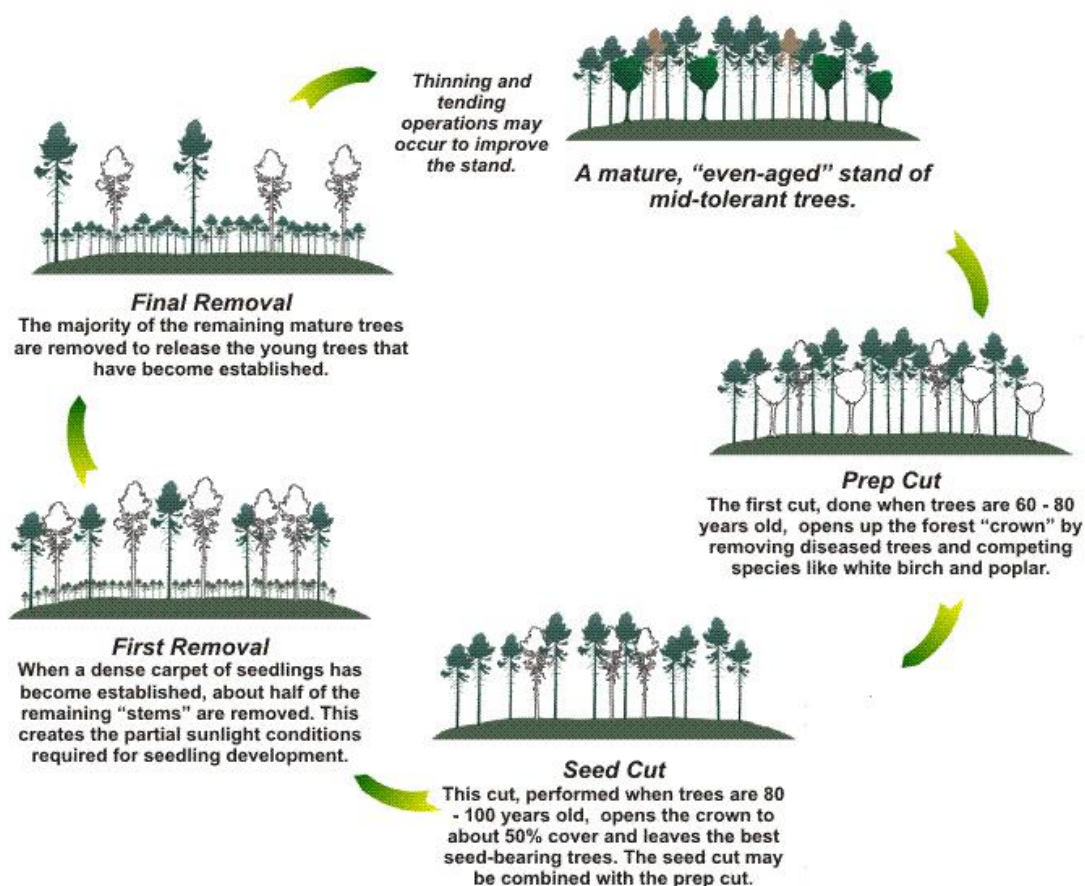 Thinning and
tending
operations may
occur to improve
the stand.
A mature, “even-aged” stand of
mid-tolerant trees.
Prep Cut
The first cut, done when trees are 60 - 80
years old,  opens up the forest “crown” by
removing diseased trees and competing
species like white birch and poplar.
Seed Cut
This cut, performed when trees are 80
- 100 years old,  opens the crown to
about 50% cover and leaves the best
seed-bearing trees. The seed cut may
be combined with the prep cut.
First Removal
When a dense carpet of seedlings has
become established, about half of the
remaining “stems” are removed. This
creates the partial sunlight conditions
required for seedling development.
Final Removal
The majority of the remaining mature trees
are removed to release the young trees that
have become established.